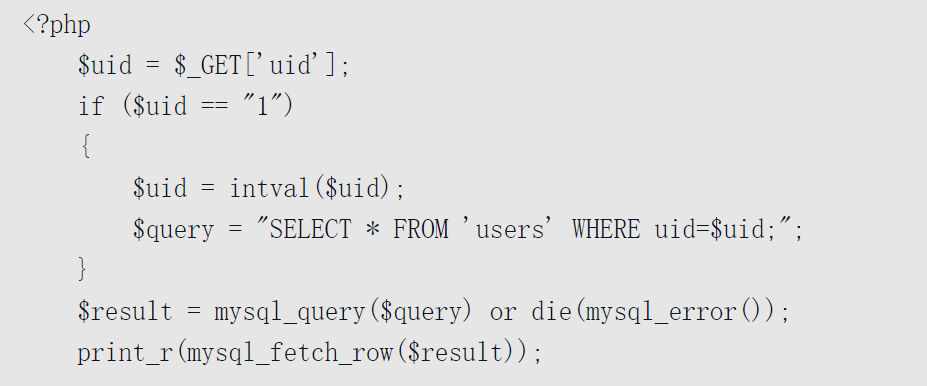 <?php
$uid = $_GET['uid'];
if ($uid == "1")
{
$uid = intval($uid);
$query = "SELECT * FROM 'users' WHERE uid=$uid;";
}
$result = mysql_query($query) or die(mysql_error());
print_r(mysql_fetch_row($result));